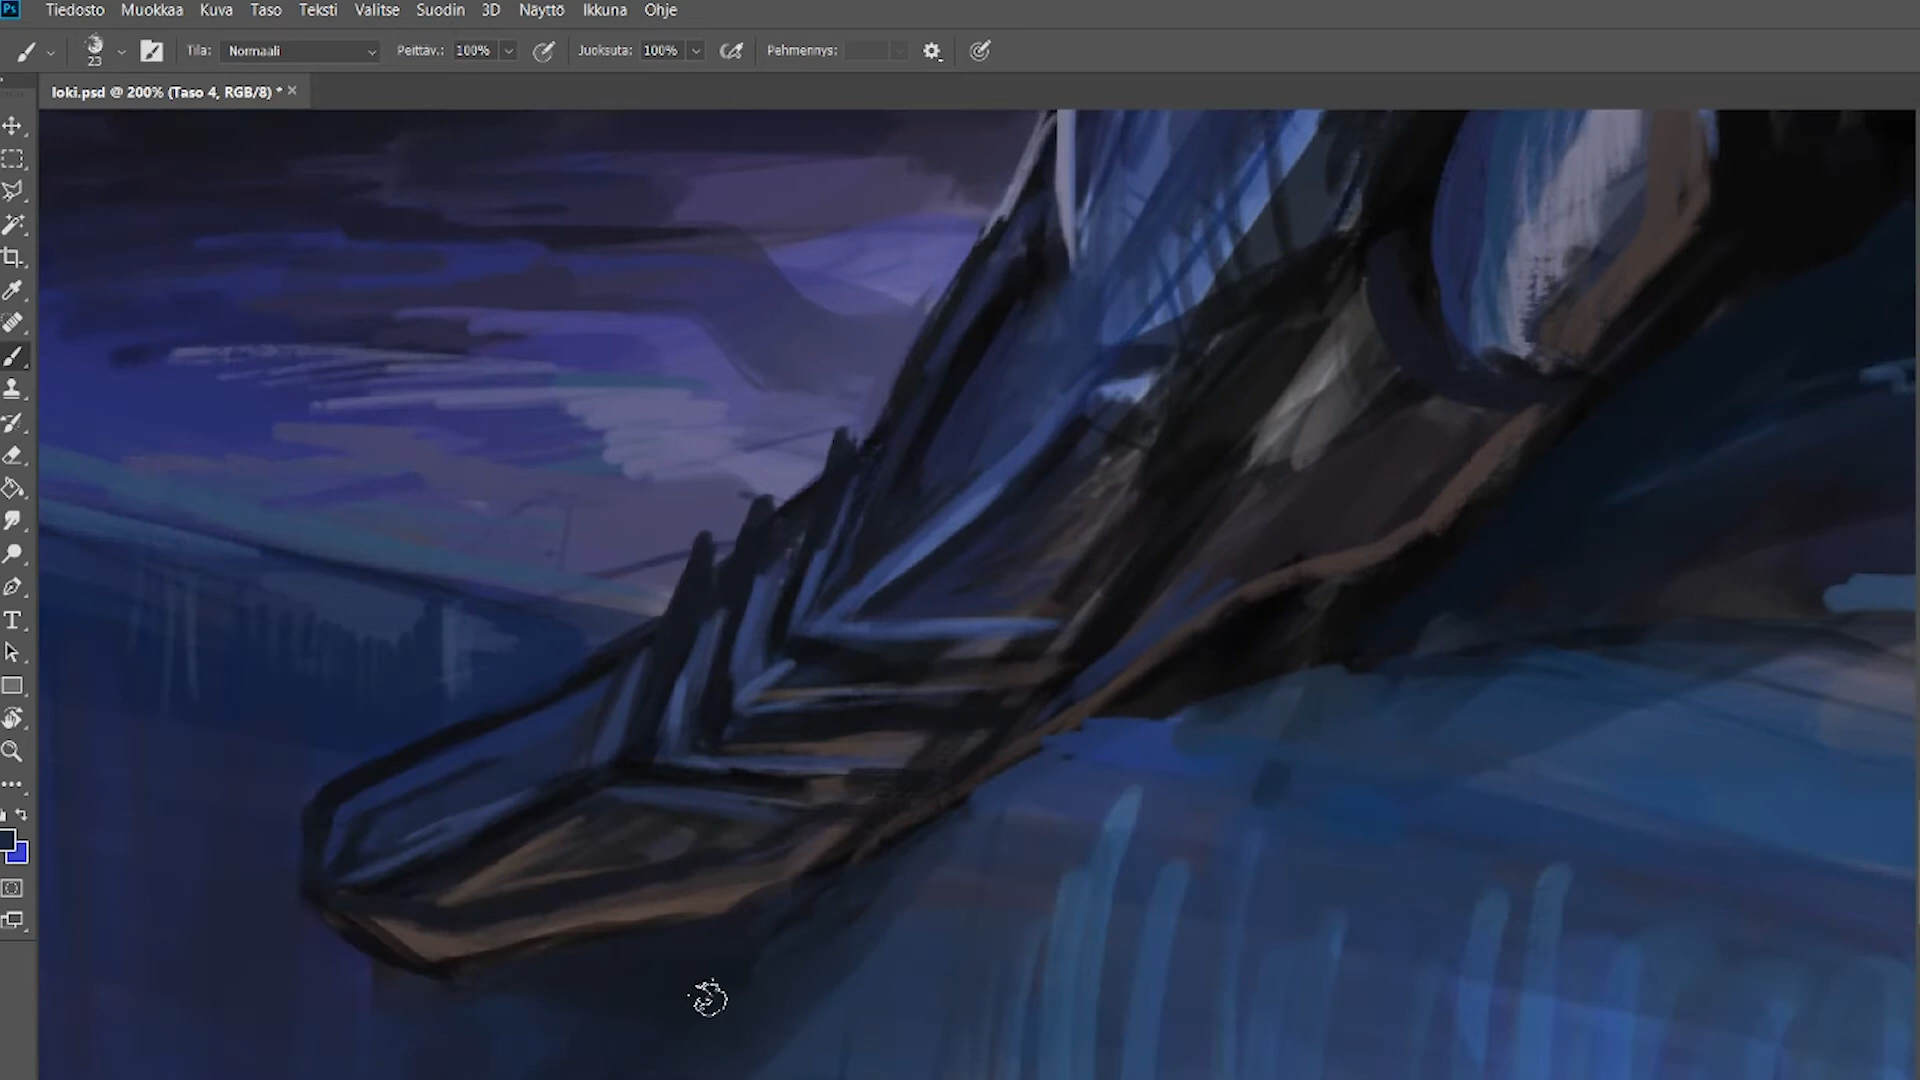 Ps Tiedosto Muokkaa Kuva Taso Teksti Valitse Suodin 3D Näyttö Ikkuna Ohje
23 Tila: Normaali Peittäv.: 100% Juoksuta: 100% Pehmennys:
loki.psd @ 200% (Taso 4, RGB/8) * ×
T